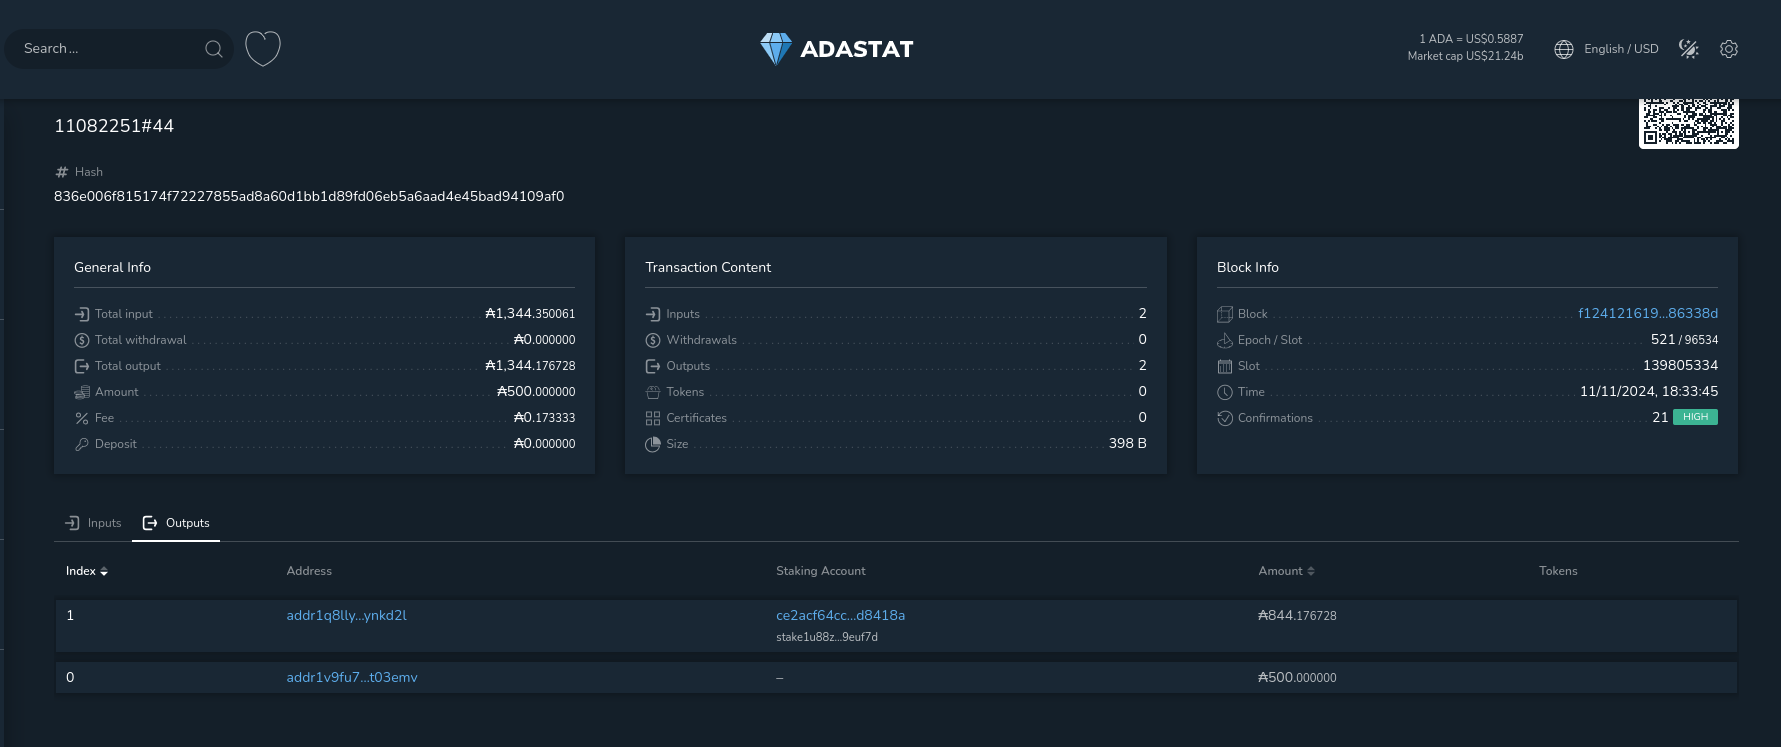 Search ...
ADASTAT
1 ADA = US$0.5887
Market cap US$21.24b
English / USD
11082251#44
# Hash
836e006f815174f72227855ad8a60d1bb1d89fd06eb5a6aad4e45bad94109af0
General Info
Total input ₳1,344.350061
Total withdrawal ₳0.000000
Total output ₳1,344.176728
Amount ₳500.000000
Fee ₳0.173333
Deposit ₳0.000000
Transaction Content
Inputs 2
Withdrawals 0
Outputs 2
Tokens 0
Certificates 0
Size 398 B
Block Info
Block f124121619...86338d
Epoch / Slot 521 / 96534
Slot 139805334
Time 11/11/2024, 18:33:45
Confirmations 21 HIGH
Inputs Outputs
Index Address Staking Account Amount Tokens
1 addr1q8lly...ynkd2l ce2acf64cc...d8418a ₳844.176728
stake1u88z...9euf7d
0 addr1v9fu7...t03emv – ₳500.000000